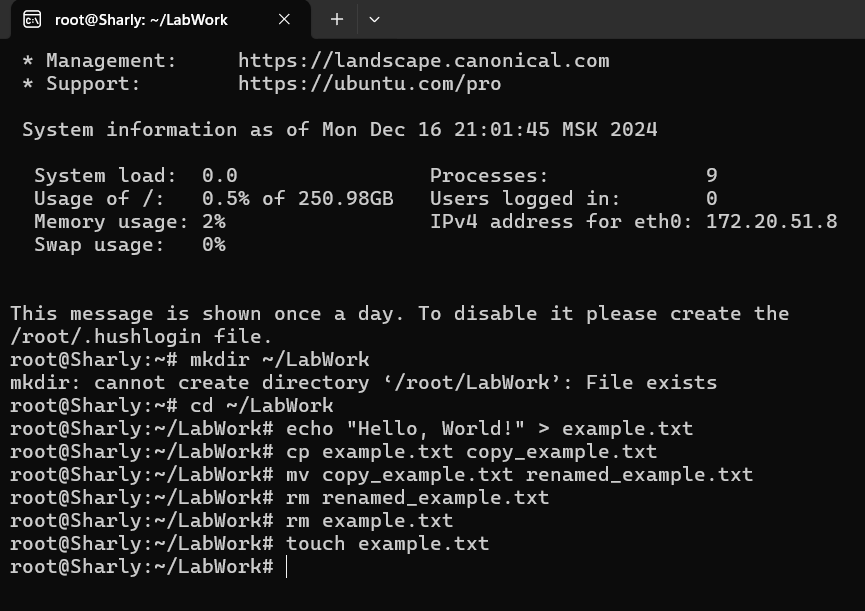 root@Sharly: ~/LabWork
* Management:     https://landscape.canonical.com
* Support:        https://ubuntu.com/pro
System information as of Mon Dec 16 21:01:45 MSK 2024
System load:  0.0                Processes:             9
Usage of /:   0.5% of 250.98GB   Users logged in:       0
Memory usage: 2%                 IPv4 address for eth0: 172.20.51.8
Swap usage:   0%
This message is shown once a day. To disable it please create the
/root/.hushlogin file.
root@Sharly:~# mkdir ~/LabWork
mkdir: cannot create directory ‘/root/LabWork’: File exists
root@Sharly:~# cd ~/LabWork
root@Sharly:~/LabWork# echo "Hello, World!" > example.txt
root@Sharly:~/LabWork# cp example.txt copy_example.txt
root@Sharly:~/LabWork# mv copy_example.txt renamed_example.txt
root@Sharly:~/LabWork# rm renamed_example.txt
root@Sharly:~/LabWork# rm example.txt
root@Sharly:~/LabWork# touch example.txt
root@Sharly:~/LabWork#